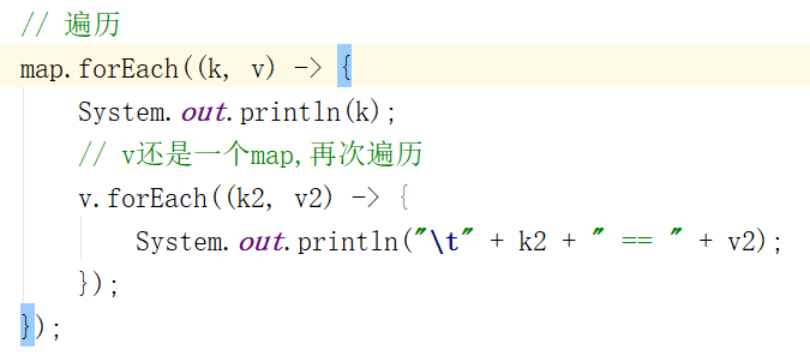 // 遍历
map.forEach((k, v) -> {
    System.out.println(k);
    // v还是一个map,再次遍历
    v.forEach((k2, v2) -> {
        System.out.println("\t" + k2 + " == " + v2);
    });
});